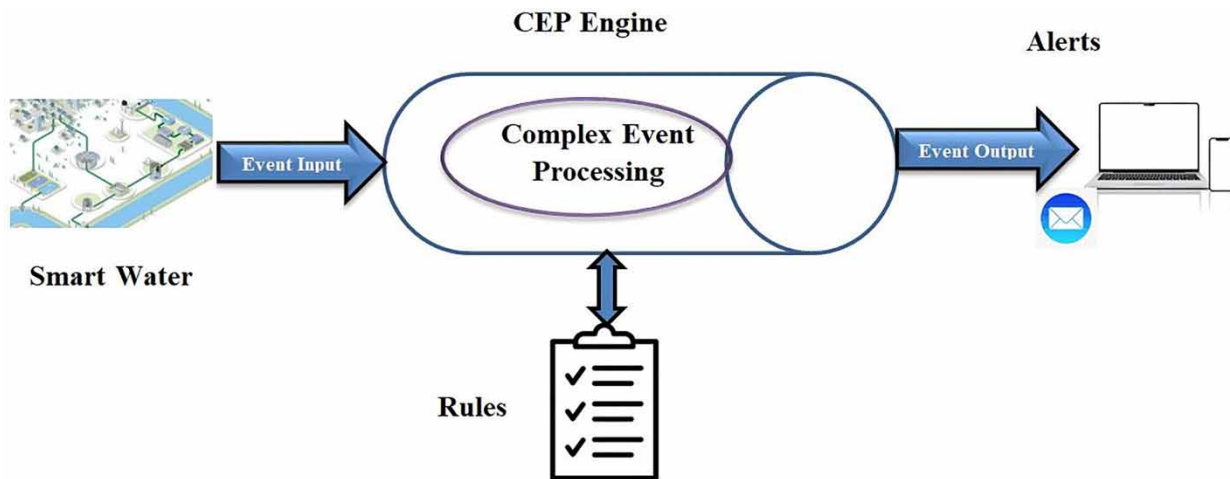 CEP Engine
Alerts
Complex Event
Processing
Event Input
Event Output
Smart Water
Rules